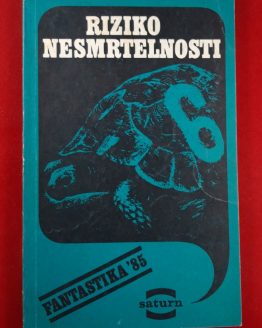 RIZIKO
NESMRTELNOSTI
6
FANTASTIKA '85
saturn